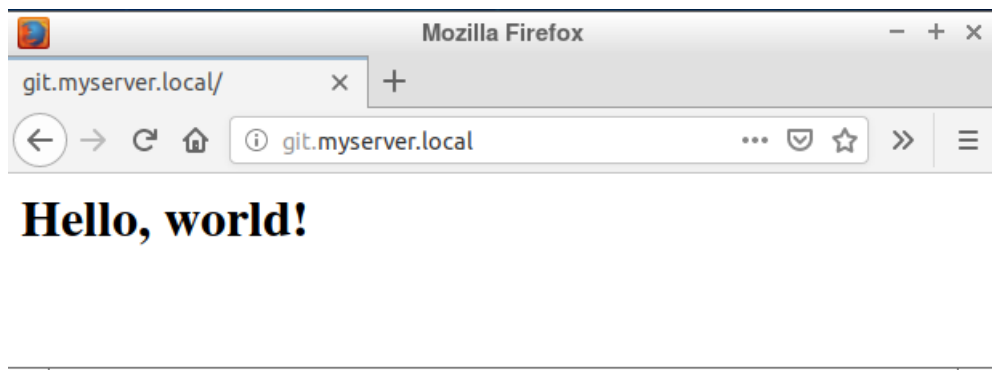 Mozilla Firefox
git.myserver.local/
git.myserver.local
Hello, world!